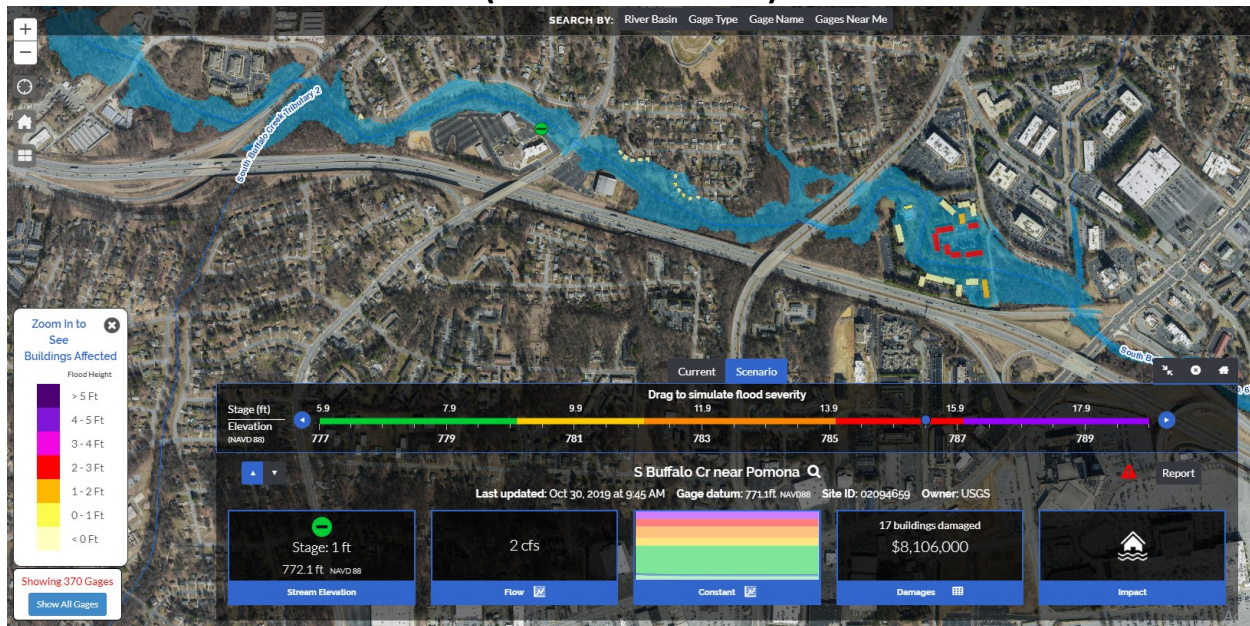 SEARCH BY: River Basin Gage Type Gage Name Gages Near Me
+
−
South Buffalo Creek Tributary 2
South B
Zoom In to
See
Buildings Affected
Flood Height
> 5 Ft
4 - 5 Ft
3 - 4 Ft
2 - 3 Ft
1 - 2 Ft
0 - 1 Ft
< 0 Ft
Showing 370 Gages
Show All Gages
Current Scenario
Drag to simulate flood severity
Stage (ft) 5.9 7.9 9.9 11.9 13.9 15.9 17.9
Elevation
(NAVD 88) 777 779 781 783 785 787 789
S Buffalo Cr near Pomona
Report
Last updated: Oct 30, 2019 at 9:45 AM Gage datum: 771.1ft NAVD88 Site ID: 02094659 Owner: USGS
Stage: 1 ft
772.1 ft NAVD 88
Stream Elevation
2 cfs
Flow
Constant
17 buildings damaged
$8,106,000
Damages
Impact